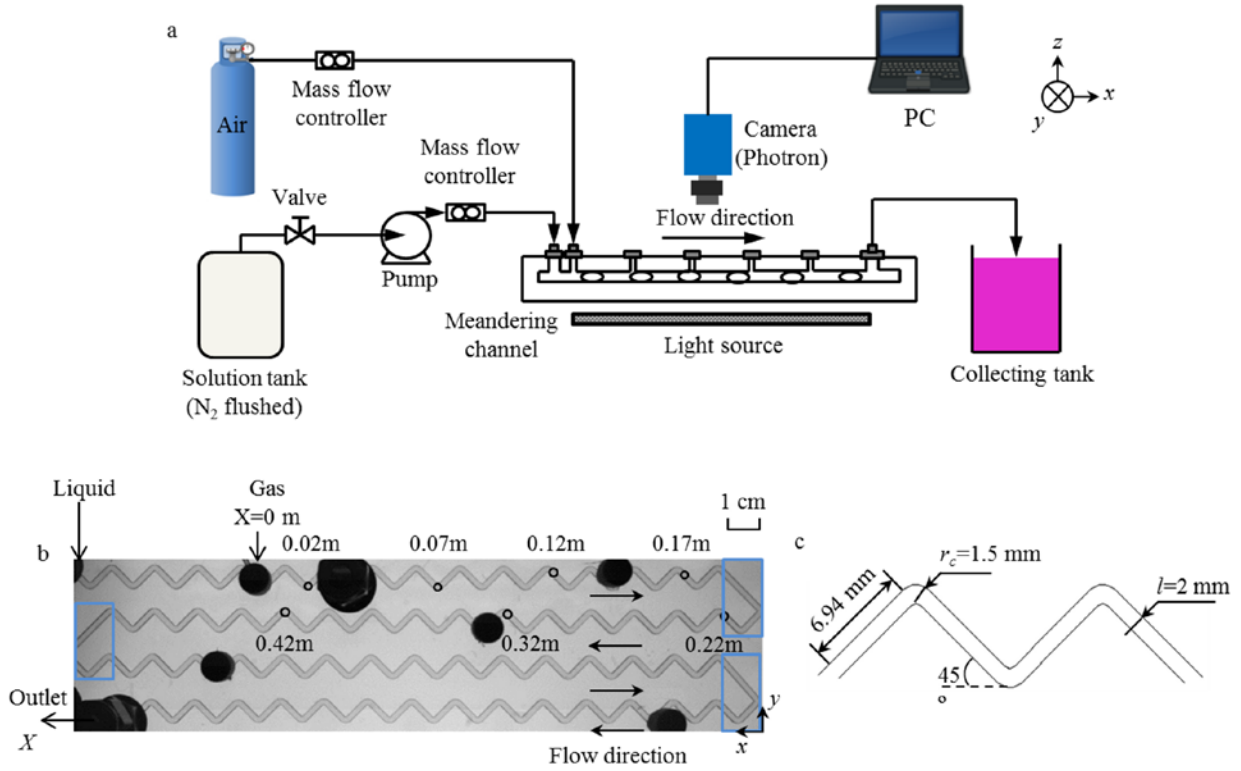 a
Air
Mass flow
controller
Mass flow
controller
Valve
Pump
Solution tank
(N₂ flushed)
Camera
(Photron)
PC
z
x
y
Flow direction
Meandering
channel
Light source
Collecting tank
b
Liquid
Gas
X=0 m
1 cm
0.02m
0.07m
0.12m
0.17m
0.42m
0.32m
0.22m
Outlet
X
y
x
Flow direction
c
r_c=1.5 mm
6.94 mm
l=2 mm
45
o